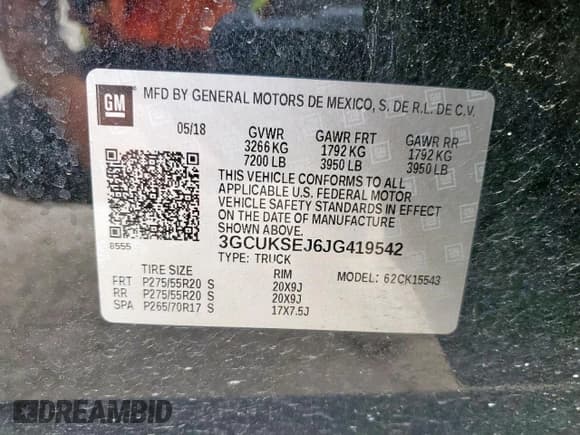 GM
MFD BY GENERAL MOTORS DE MEXICO, S. DE R.L. DE C.V.
05/18 GVWR GAWR FRT GAWR RR
3266 KG 1792 KG 1792 KG
7200 LB 3950 LB 3950 LB
THIS VEHICLE CONFORMS TO ALL
APPLICABLE U.S. FEDERAL MOTOR
VEHICLE SAFETY STANDARDS IN EFFECT
ON THE DATE OF MANUFACTURE
SHOWN ABOVE.
8555
3GCUKSEJ6JG419542
TYPE: TRUCK
TIRE SIZE RIM MODEL: 62CK15543
FRT P275/55R20 S 20X9J
RR P275/55R20 S 20X9J
SPA P265/70R17 S 17X7.5J
DREAMBID